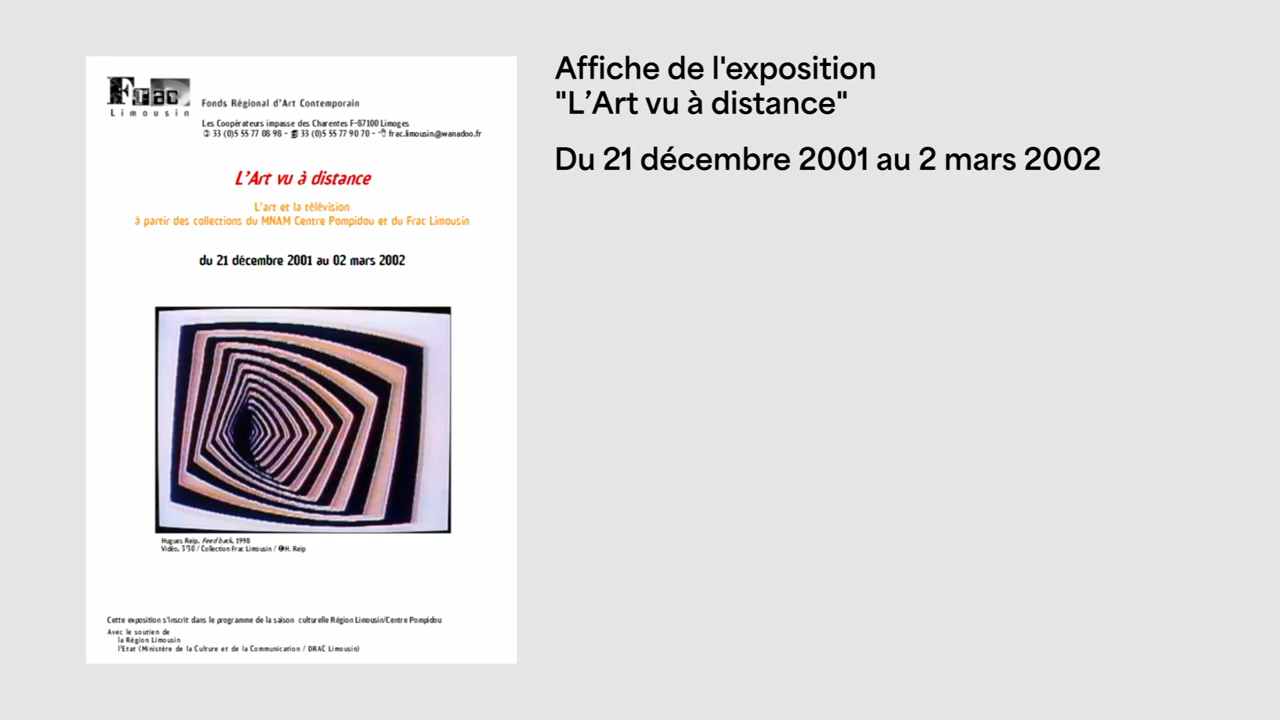 Frac
Limousin
Fonds Régional d'Art Contemporain
Les Coopérateurs impasse des Charentes F-87100 Limoges
33 (0)5 55 77 08 98 - 33 (0)5 55 77 90 70 - frac.limousin@wanadoo.fr
L'Art vu à distance
L'art et la télévision
à partir des collections du MNAM Centre Pompidou et du Frac Limousin
du 21 décembre 2001 au 02 mars 2002
Hugues Reip, Feed back, 1998
Vidéo, 3'30 / Collection Frac Limousin / ©H. Reip
Cette exposition s'inscrit dans le programme de la saison culturelle Région Limousin/Centre Pompidou
Avec le soutien de
la Région Limousin
l'Etat (Ministère de la Culture et de la Communication / DRAC Limousin)
Affiche de l'exposition
"L’Art vu à distance"
Du 21 décembre 2001 au 2 mars 2002